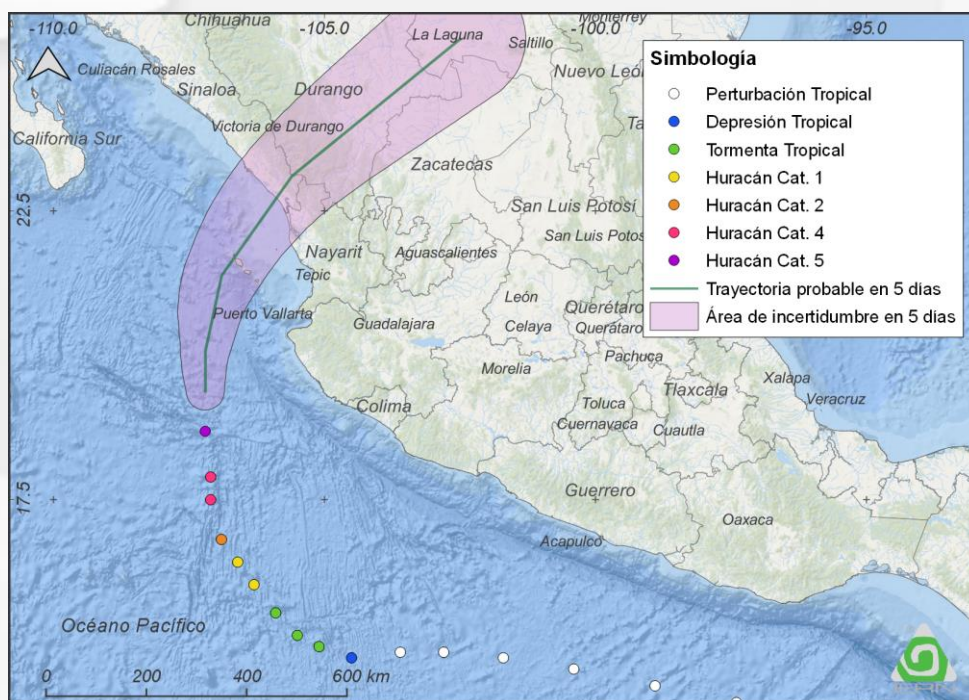 -110.0
-105.0
-100.0
-95.0
Chihuahua
Monterrey
La Laguna
Saltillo
Culiacán Rosales
Nuevo León
Sinaloa
Durango
Victoria de Durango
California Sur
Ta
Zacatecas
22.5
San Luis Potosí
San Luis Potos
Nayarit
Aguascalientes
Tepic
León
Querétaro
Puerto Vallarta
Guadalajara
Celaya
Querétaro
Pachuca
Morelia
Xalapa
Tlaxcala
Colima
Toluca
Veracruz
Cuernavaca
Cuautla
17.5
Guerrero
Oaxaca
Acapulco
Océano Pacífico
0
200
400
600 km
Simbología
Perturbación Tropical
Depresión Tropical
Tormenta Tropical
Huracán Cat. 1
Huracán Cat. 2
Huracán Cat. 4
Huracán Cat. 5
Trayectoria probable en 5 dias
Área de incertidumbre en 5 días